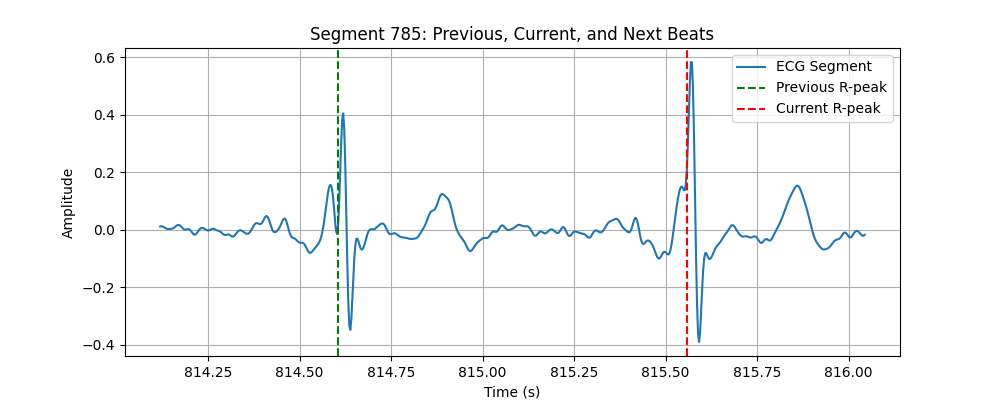 Segment 785: Previous, Current, and Next Beats
ECG Segment
Previous R-peak
Current R-peak
Amplitude
0.6
0.4
0.2
0.0
−0.2
−0.4
814.25 814.50 814.75 815.00 815.25 815.50 815.75 816.00
Time (s)